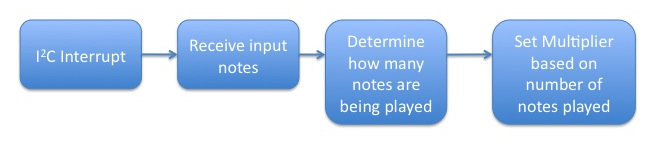 I²C Interrupt
Receive input
notes
Determine
how many
notes are
being played
Set Multiplier
based on
number of
notes played